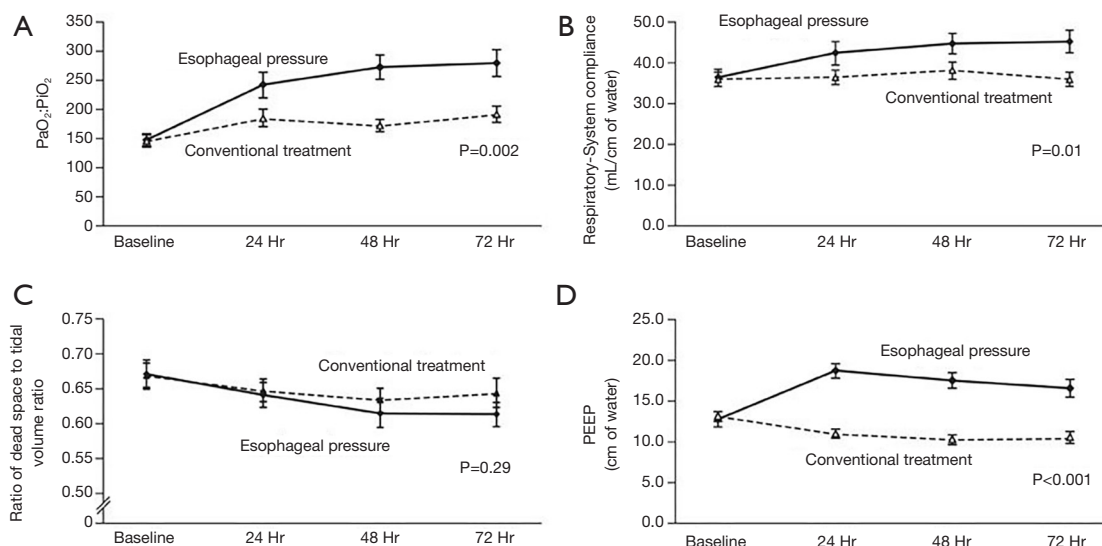 A
350
300
250
200
150
100
50
0
PaO2:PiO2
Esophageal pressure
Conventional treatment
P=0.002
Baseline
24 Hr
48 Hr
72 Hr
B
50.0
40.0
30.0
20.0
10.0
0.0
Respiratory-System compliance
(mL/cm of water)
Esophageal pressure
Conventional treatment
P=0.01
Baseline
24 Hr
48 Hr
72 Hr
C
0.75
0.70
0.65
0.60
0.55
0.50
0
Ratio of dead space to tidal
volume ratio
Conventional treatment
Esophageal pressure
P=0.29
Baseline
24 Hr
48 Hr
72 Hr
D
25.0
20.0
15.0
10.0
5.0
0.0
PEEP
(cm of water)
Esophageal pressure
Conventional treatment
P<0.001
Baseline
24 Hr
48 Hr
72 Hr